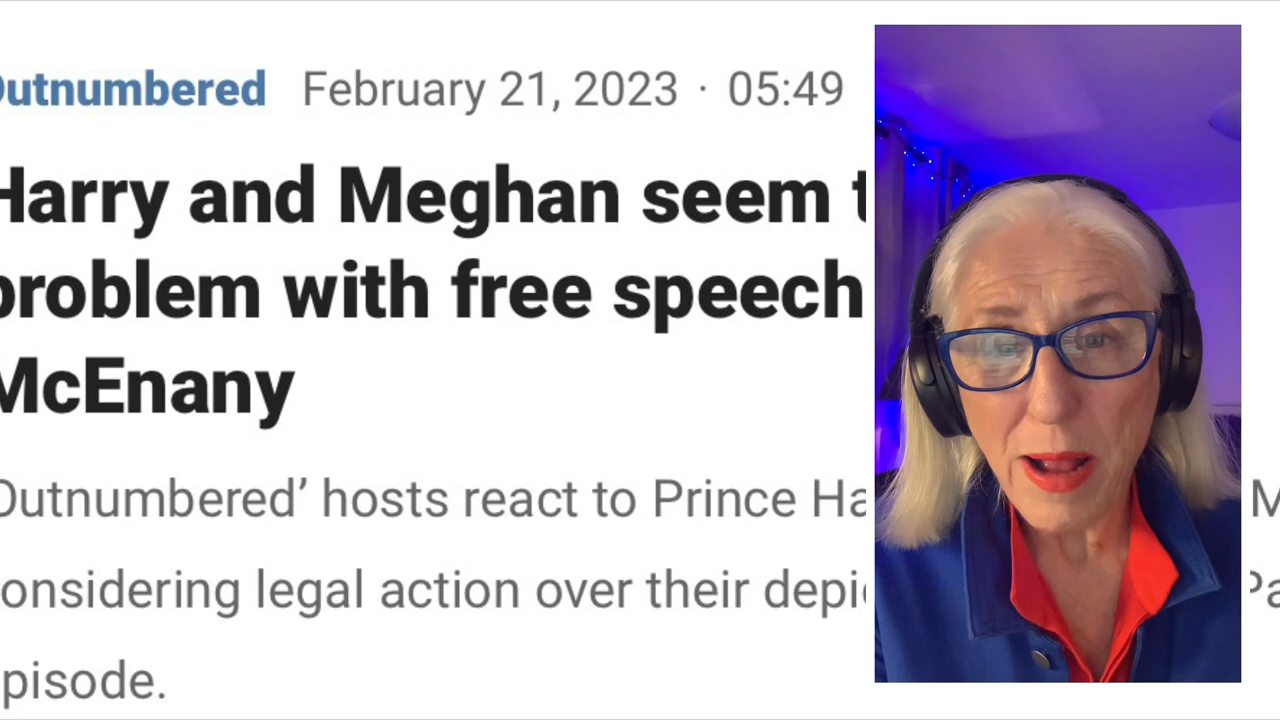 Outnumbered February 21, 2023 · 05:49
Harry and Meghan seem
problem with free speech
McEnany
Outnumbered’ hosts react to Prince Ha M
onsidering legal action over their depi Pa
pisode.